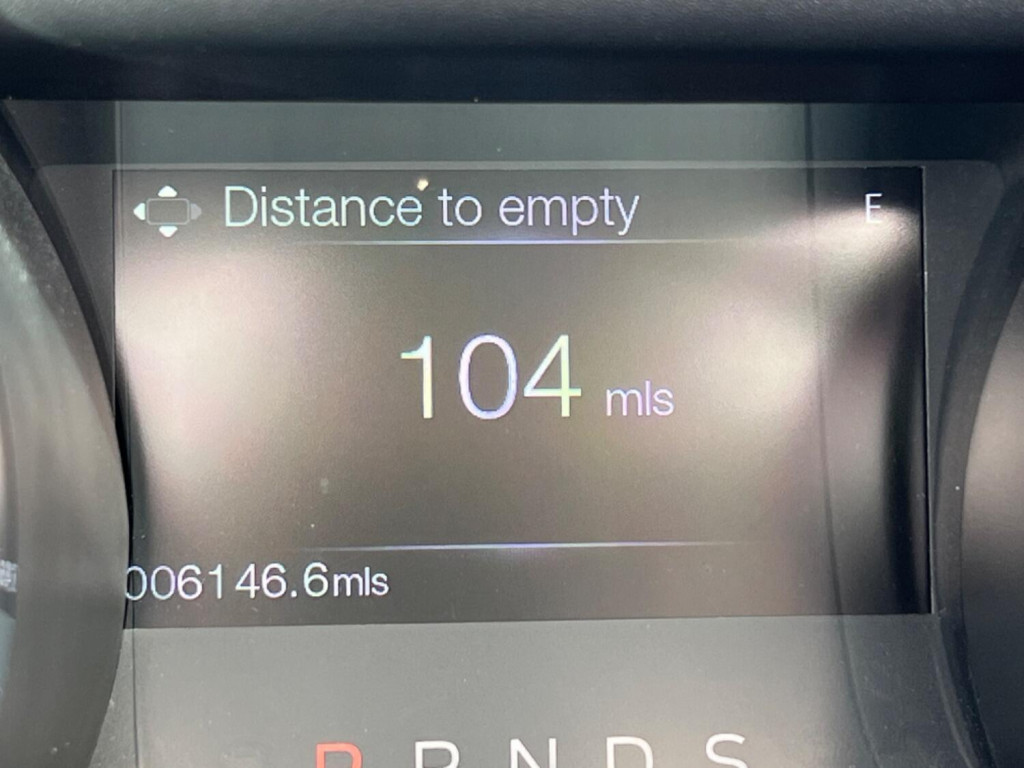 Distance to empty E
104 mls
006146.6mls
P R N D S